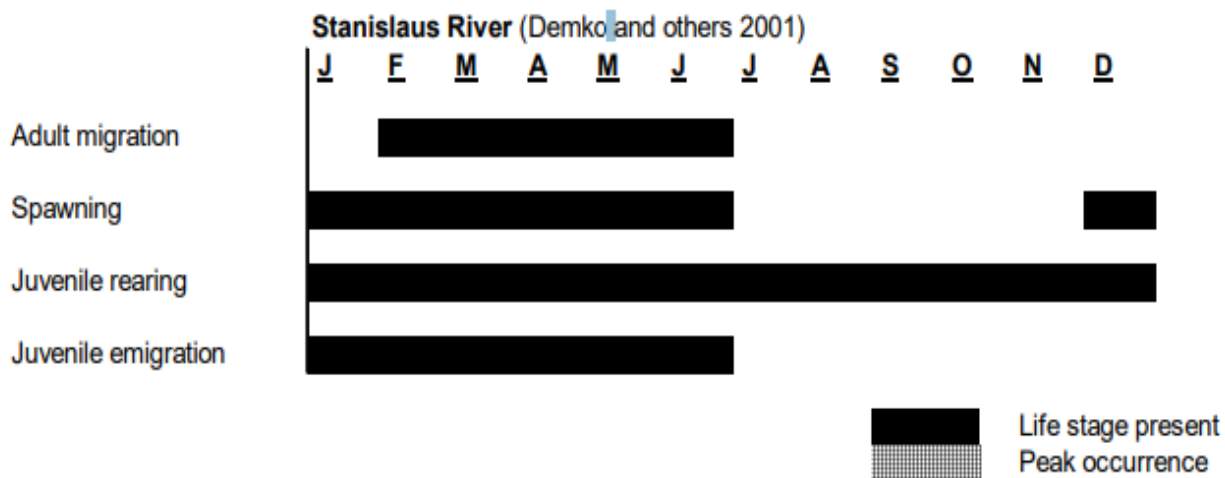 Stanislaus River (Demko and others 2001)
J F M A M J J A S O N D
Adult migration
Spawning
Juvenile rearing
Juvenile emigration
Life stage present
Peak occurrence